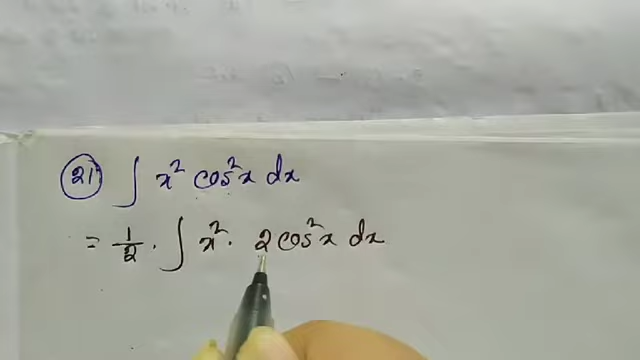 (21) ∫ x² cos²x dx
= 1/2 · ∫ x² · 2cos²x dx